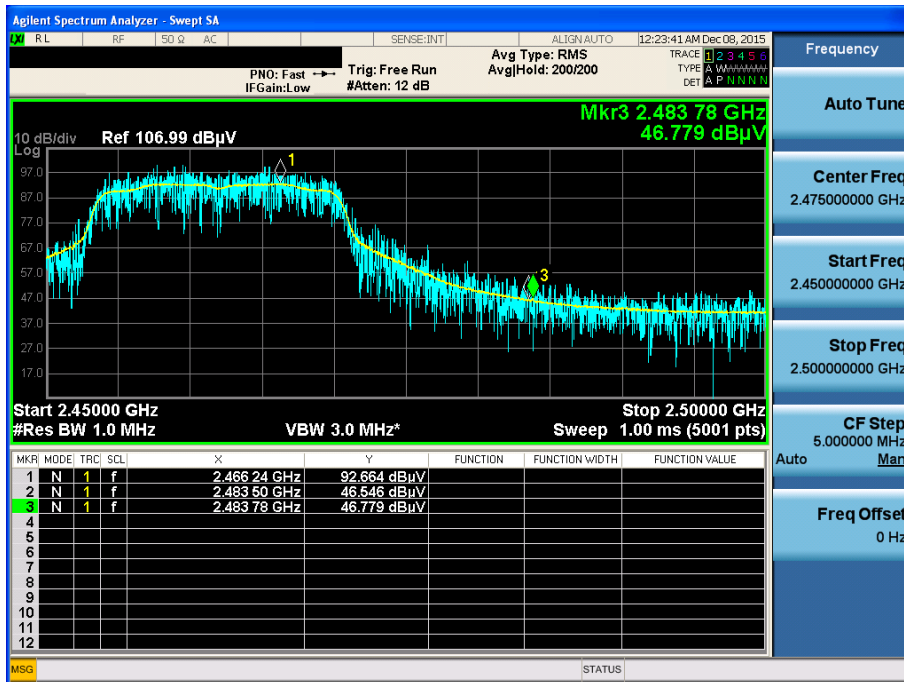 Agilent Spectrum Analyzer - Swept SA
LXI RL RF 50 Ω AC SENSE:INT ALIGN AUTO 12:23:41 AM Dec 08, 2015
PNO: Fast
IFGain:Low
Trig: Free Run
#Atten: 12 dB
Avg Type: RMS
Avg|Hold: 200/200
TRACE 1 2 3 4 5 6
TYPE A WWWWW
DET A P N N N N
Mkr3 2.483 78 GHz
46.779 dBµV
10 dB/div Ref 106.99 dBµV
Log
97.0
87.0
77.0
67.0
57.0
47.0
37.0
27.0
17.0
1
3
Start 2.45000 GHz Stop 2.50000 GHz
#Res BW 1.0 MHz VBW 3.0 MHz* Sweep 1.00 ms (5001 pts)
MKR MODE TRC SCL X Y FUNCTION FUNCTION WIDTH FUNCTION VALUE
1 N 1 f 2.466 24 GHz 92.664 dBµV
2 N 1 f 2.483 50 GHz 46.546 dBµV
3 N 1 f 2.483 78 GHz 46.779 dBµV
4
5
6
7
8
9
10
11
12
MSG STATUS
Frequency
Auto Tune
Center Freq
2.475000000 GHz
Start Freq
2.450000000 GHz
Stop Freq
2.500000000 GHz
CF Step
5.000000 MHz
Auto Man
Freq Offset
0 Hz